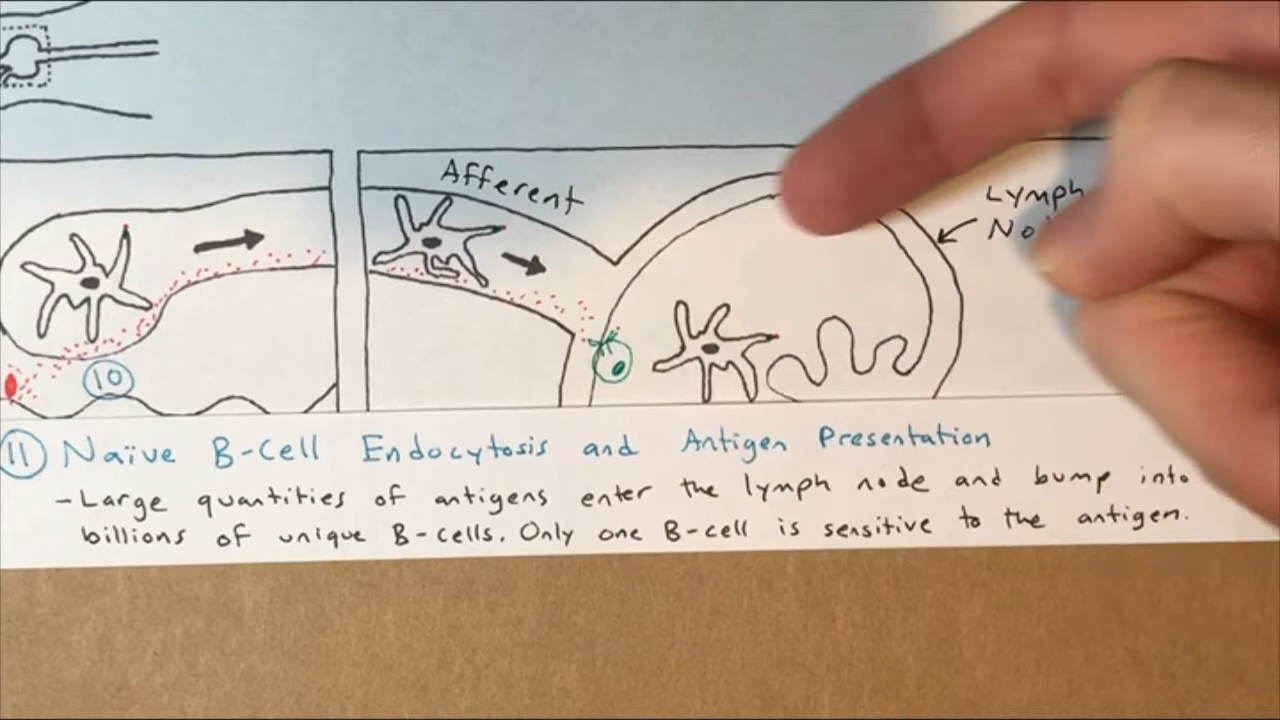 Afferent
Lymph
10
11 Naïve B-Cell Endocytosis and Antigen Presentation
- Large quantities of antigens enter the lymph node and bump into
billions of unique B-cells. Only one B-cell is sensitive to the antigen.